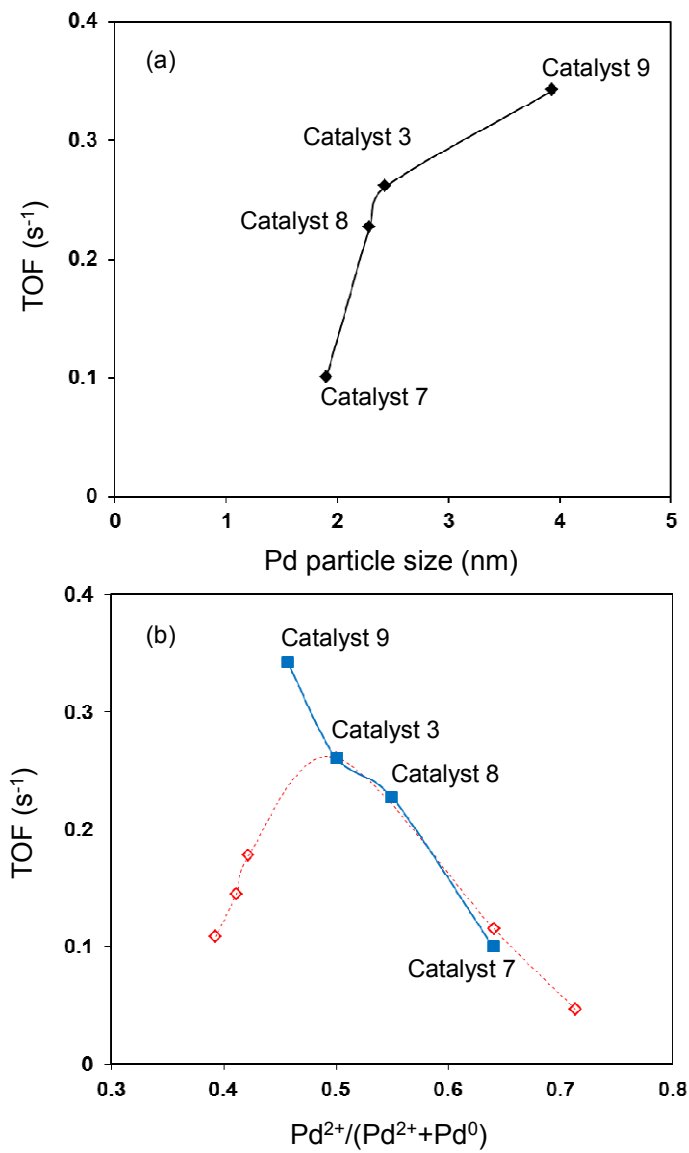 0.4
(a)
Catalyst 9
0.3
Catalyst 3
Catalyst 8
TOF (s⁻¹)
0.2
0.1
Catalyst 7
0
0 1 2 3 4 5
Pd particle size (nm)
0.4
(b)
Catalyst 9
0.3
Catalyst 3
Catalyst 8
TOF (s⁻¹)
0.2
0.1
Catalyst 7
0
0.3 0.4 0.5 0.6 0.7 0.8
Pd²⁺/(Pd²⁺+Pd⁰)